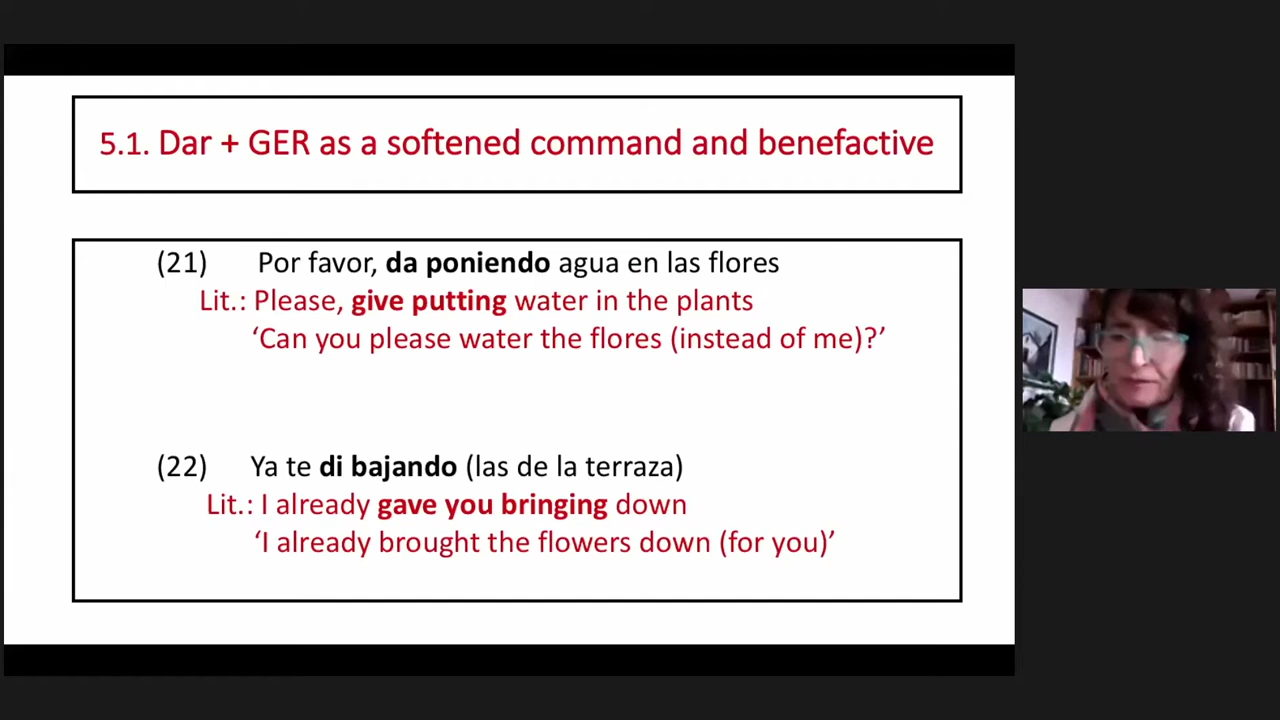 5.1. Dar + GER as a softened command and benefactive
(21) Por favor, da poniendo agua en las flores
Lit.: Please, give putting water in the plants
‘Can you please water the flores (instead of me)?’
(22) Ya te di bajando (las de la terraza)
Lit.: I already gave you bringing down
‘I already brought the flowers down (for you)’